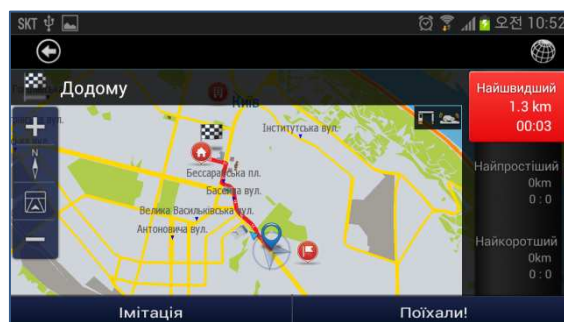 SKT 오전 10:52
Додому
Найшвидший
1.3 km
00:03
Київ
Інститутська вул.
N
Найпростіший
0km
0 : 0
Бессарабська пл.
Басейна вул.
Велика Васильківська вул.
Антоновича вул.
Найкоротший
0km
0 : 0
Імітація
Поїхали!